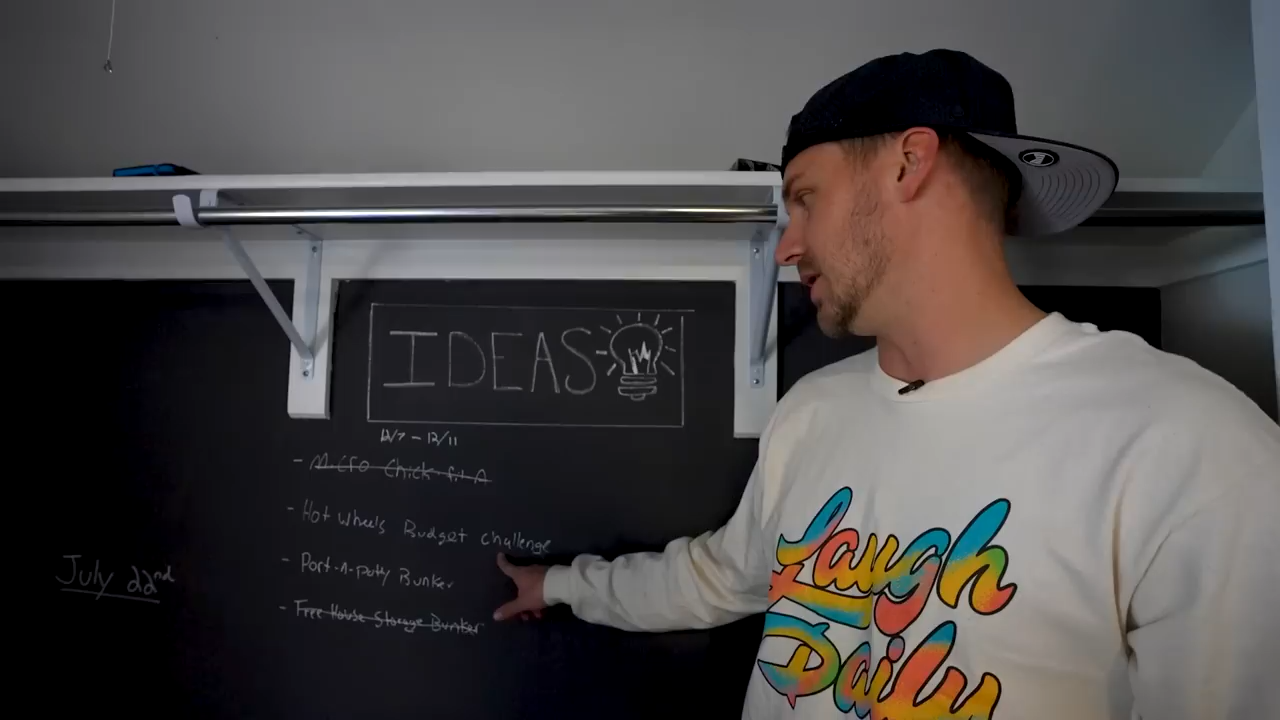 IDEAS
12/7 - 12/11
- Micro Chick-fil-A
- Hot wheels Budget challenge
- Port-n-potty Bunker
- Free House Storage Bunker
July 22nd
Laugh
Daily